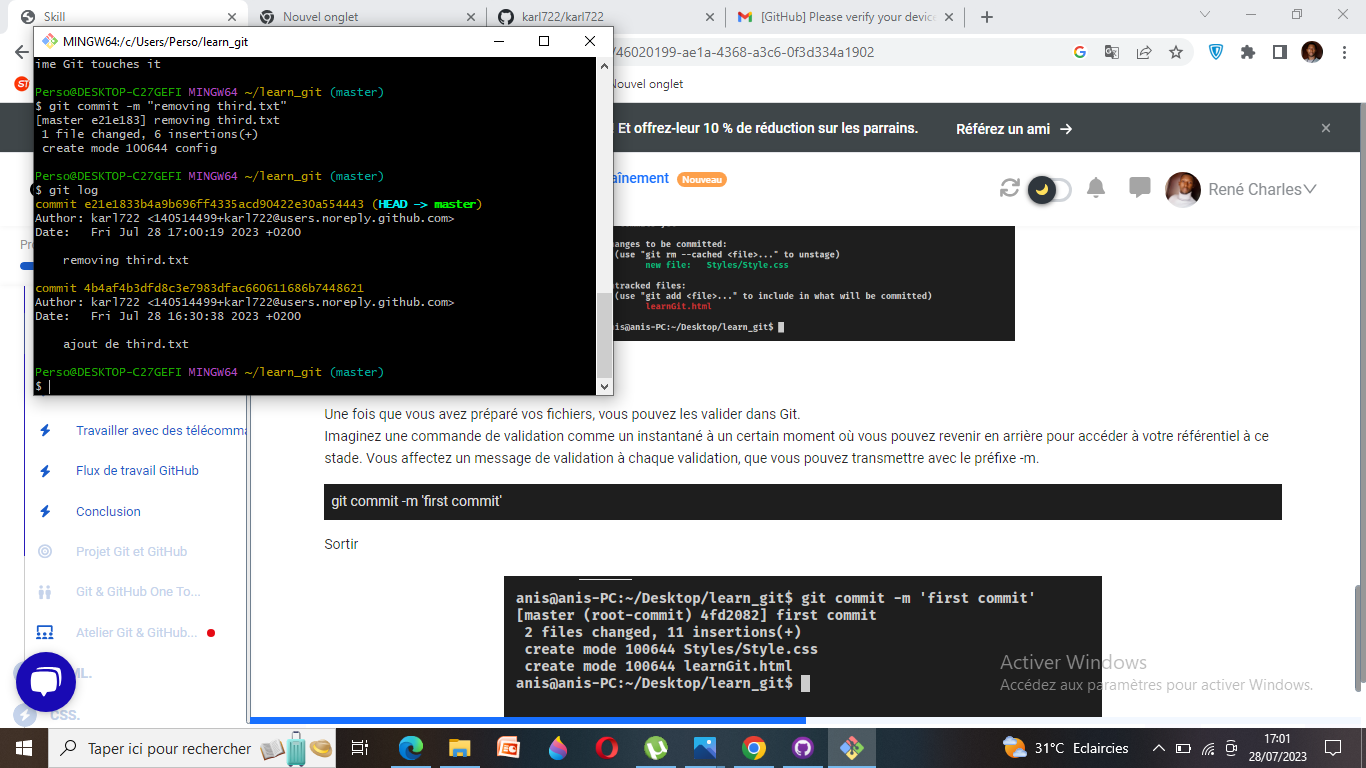 Skill
Nouvel onglet
karl722/karl722
[GitHub] Please verify your device
MINGW64:/c/Users/Perso/learn_git
/46020199-ae1a-4368-a3c6-0f3d334a1902
Nouvel onglet
ime Git touches it
Perso@DESKTOP-C27GEFI MINGW64 ~/learn_git (master)
$ git commit -m "removing third.txt"
[master e21e183] removing third.txt
1 file changed, 6 insertions(+)
create mode 100644 config
Perso@DESKTOP-C27GEFI MINGW64 ~/learn_git (master)
$ git log
commit e21e1833b4a9b696ff4335acd90422e30a554443 (HEAD -> master)
Author: karl722 <140514499+karl722@users.noreply.github.com>
Date:   Fri Jul 28 17:00:19 2023 +0200
removing third.txt
commit 4b4af4b3dfd8c3e7983dfac660611686b7448621
Author: karl722 <140514499+karl722@users.noreply.github.com>
Date:   Fri Jul 28 16:30:38 2023 +0200
ajout de third.txt
Perso@DESKTOP-C27GEFI MINGW64 ~/learn_git (master)
$
! Et offrez-leur 10 % de réduction sur les parrains.
Référez un ami →
aînement Nouveau
René Charles
anges to be committed:
(use "git rm --cached <file>..." to unstage)
new file:   Styles/Style.css
tracked files:
(use "git add <file>..." to include in what will be committed)
learnGit.html
is@anis-PC:~/Desktop/learn_git$
Travailler avec des télécomma
Flux de travail GitHub
Conclusion
Projet Git et GitHub
Git & GitHub One To...
Atelier Git & GitHub...
ML.
CSS.
Une fois que vous avez préparé vos fichiers, vous pouvez les valider dans Git.
Imaginez une commande de validation comme un instantané à un certain moment où vous pouvez revenir en arrière pour accéder à votre référentiel à ce
stade. Vous affectez un message de validation à chaque validation, que vous pouvez transmettre avec le préfixe -m.
git commit -m 'first commit'
Sortir
anis@anis-PC:~/Desktop/learn_git$ git commit -m 'first commit'
[master (root-commit) 4fd2082] first commit
2 files changed, 11 insertions(+)
create mode 100644 Styles/Style.css
create mode 100644 learnGit.html
anis@anis-PC:~/Desktop/learn_git$
Activer Windows
Accédez aux paramètres pour activer Windows.
Taper ici pour rechercher
31°C Eclaircies
17:01
28/07/2023